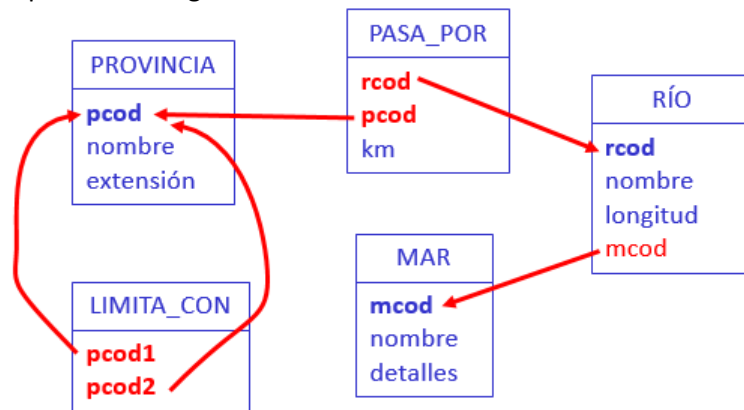 PROVINCIA
pcod
nombre
extensión
PASA_POR
rcod
pcod
km
RÍO
rcod
nombre
longitud
mcod
MAR
mcod
nombre
detalles
LIMITA_CON
pcod1
pcod2